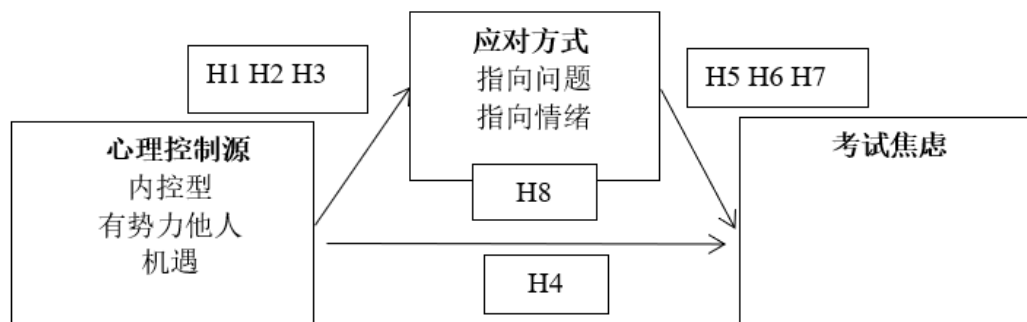 应对方式
指向问题
指向情绪
H1 H2 H3
H5 H6 H7
心理控制源
内控型
有势力他人
机遇
H8
考试焦虑
H4